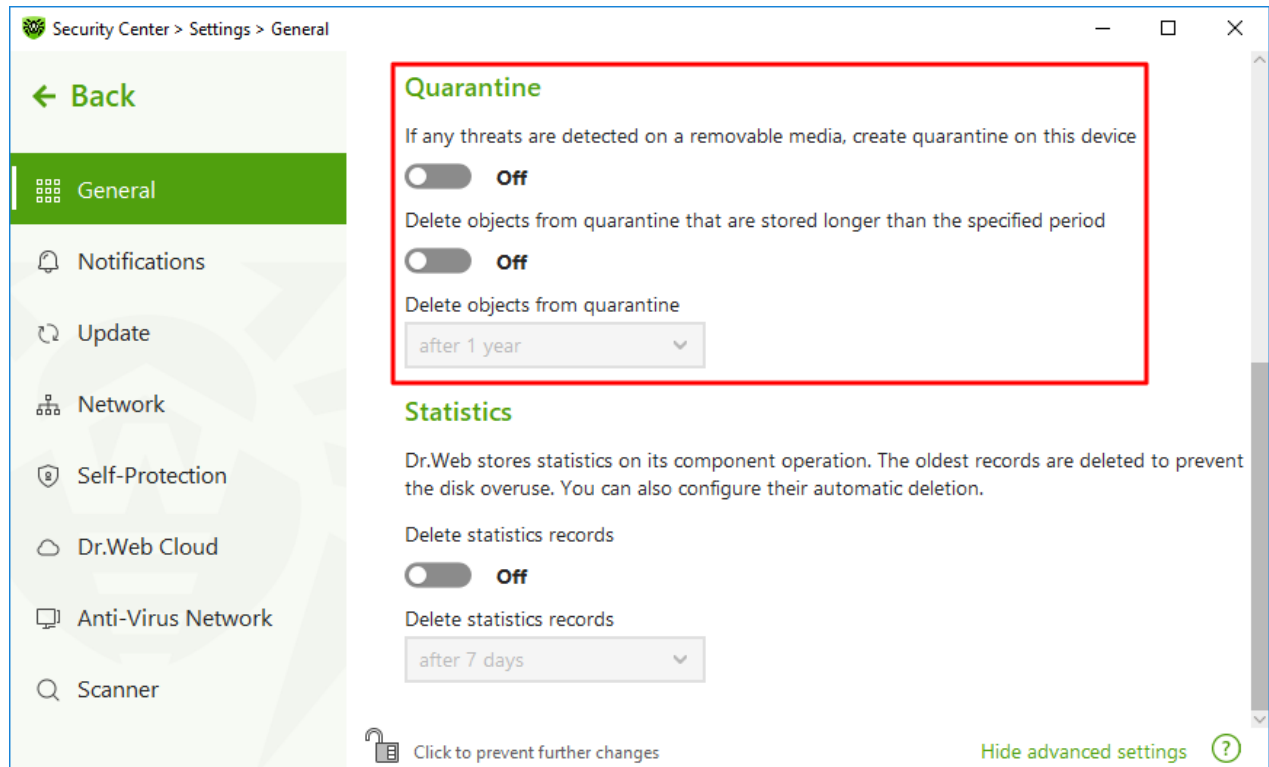 Security Center > Settings > General
Back
General
Notifications
Update
Network
Self-Protection
Dr.Web Cloud
Anti-Virus Network
Scanner
Quarantine
If any threats are detected on a removable media, create quarantine on this device
Off
Delete objects from quarantine that are stored longer than the specified period
Off
Delete objects from quarantine
after 1 year
Statistics
Dr.Web stores statistics on its component operation. The oldest records are deleted to prevent
the disk overuse. You can also configure their automatic deletion.
Delete statistics records
Off
Delete statistics records
after 7 days
Click to prevent further changes
Hide advanced settings ?